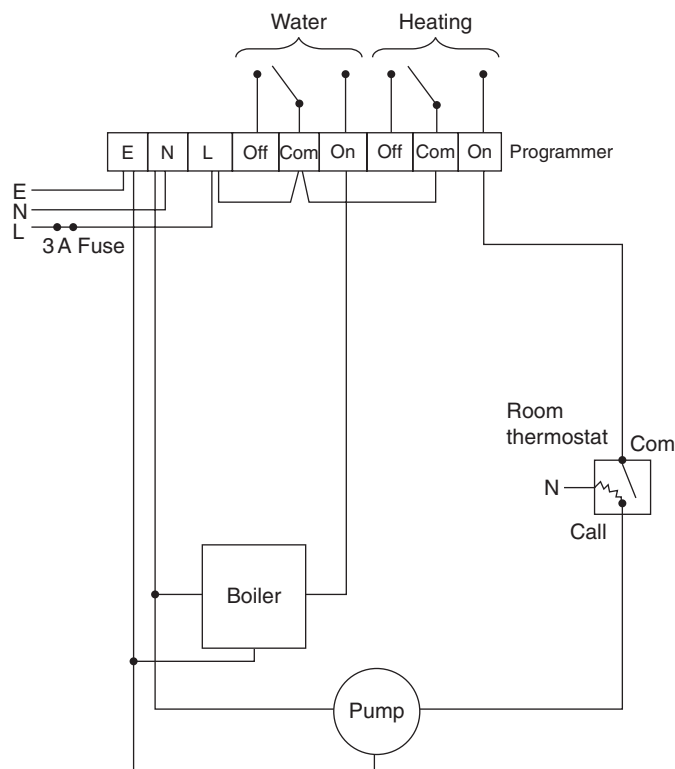 Water Heating
E N L Off Com On Off Com On Programmer
E
N
L
3 A Fuse
Room
thermostat Com
N
Call
Boiler
Pump